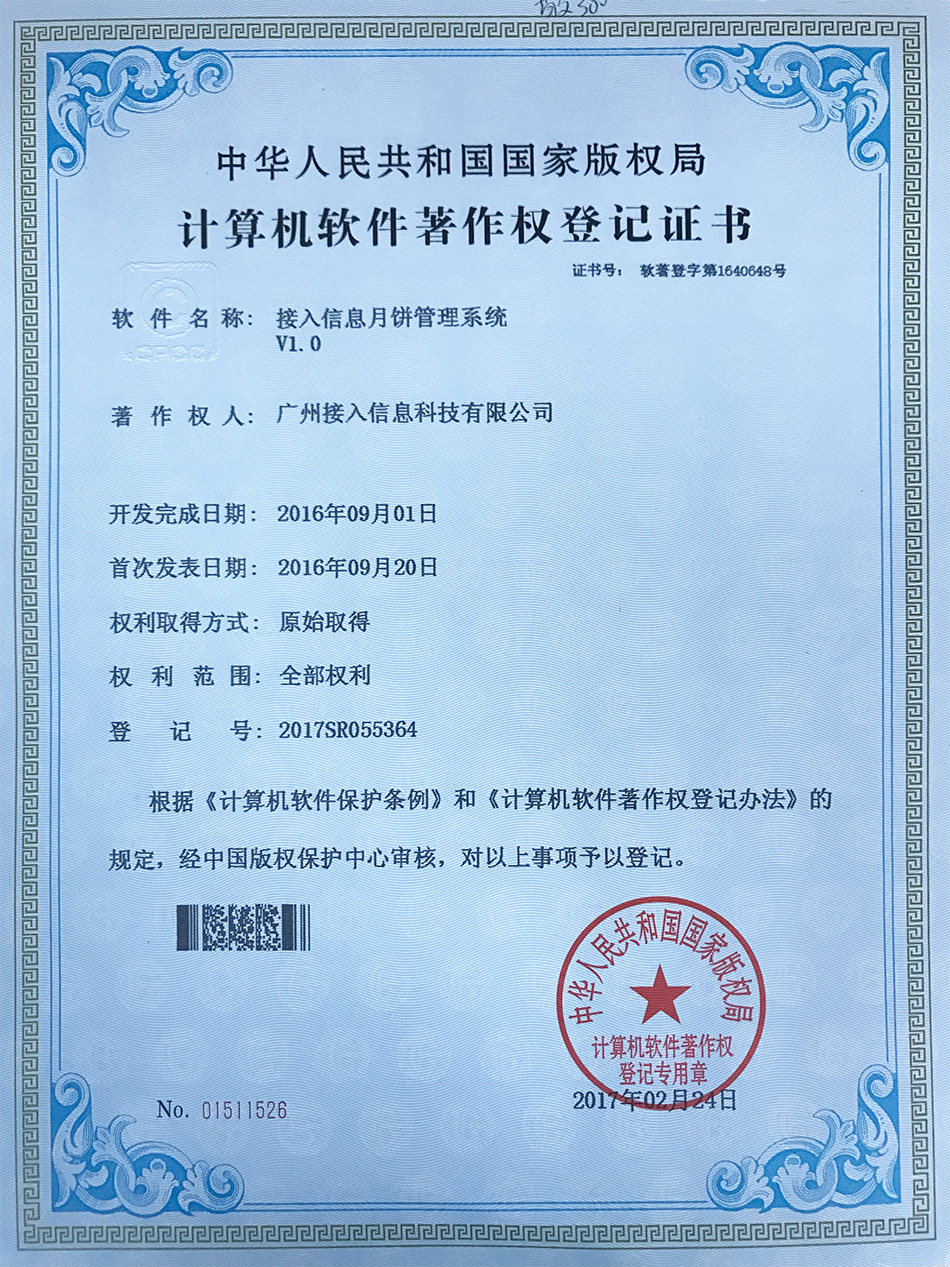 中华人民共和国国家版权局
计算机软件著作权登记证书
证书号： 软著登字第1640648号
软件名称： 接入信息月饼管理系统
V1.0
著作权人： 广州接入信息科技有限公司
开发完成日期： 2016年09月01日
首次发表日期： 2016年09月20日
权利取得方式： 原始取得
权利范围： 全部权利
登记号： 2017SR055364
根据《计算机软件保护条例》和《计算机软件著作权登记办法》的
规定，经中国版权保护中心审核，对以上事项予以登记。
中华人民共和国国家版权局
计算机软件著作权
登记专用章
2017年02月24日
No. 01511526